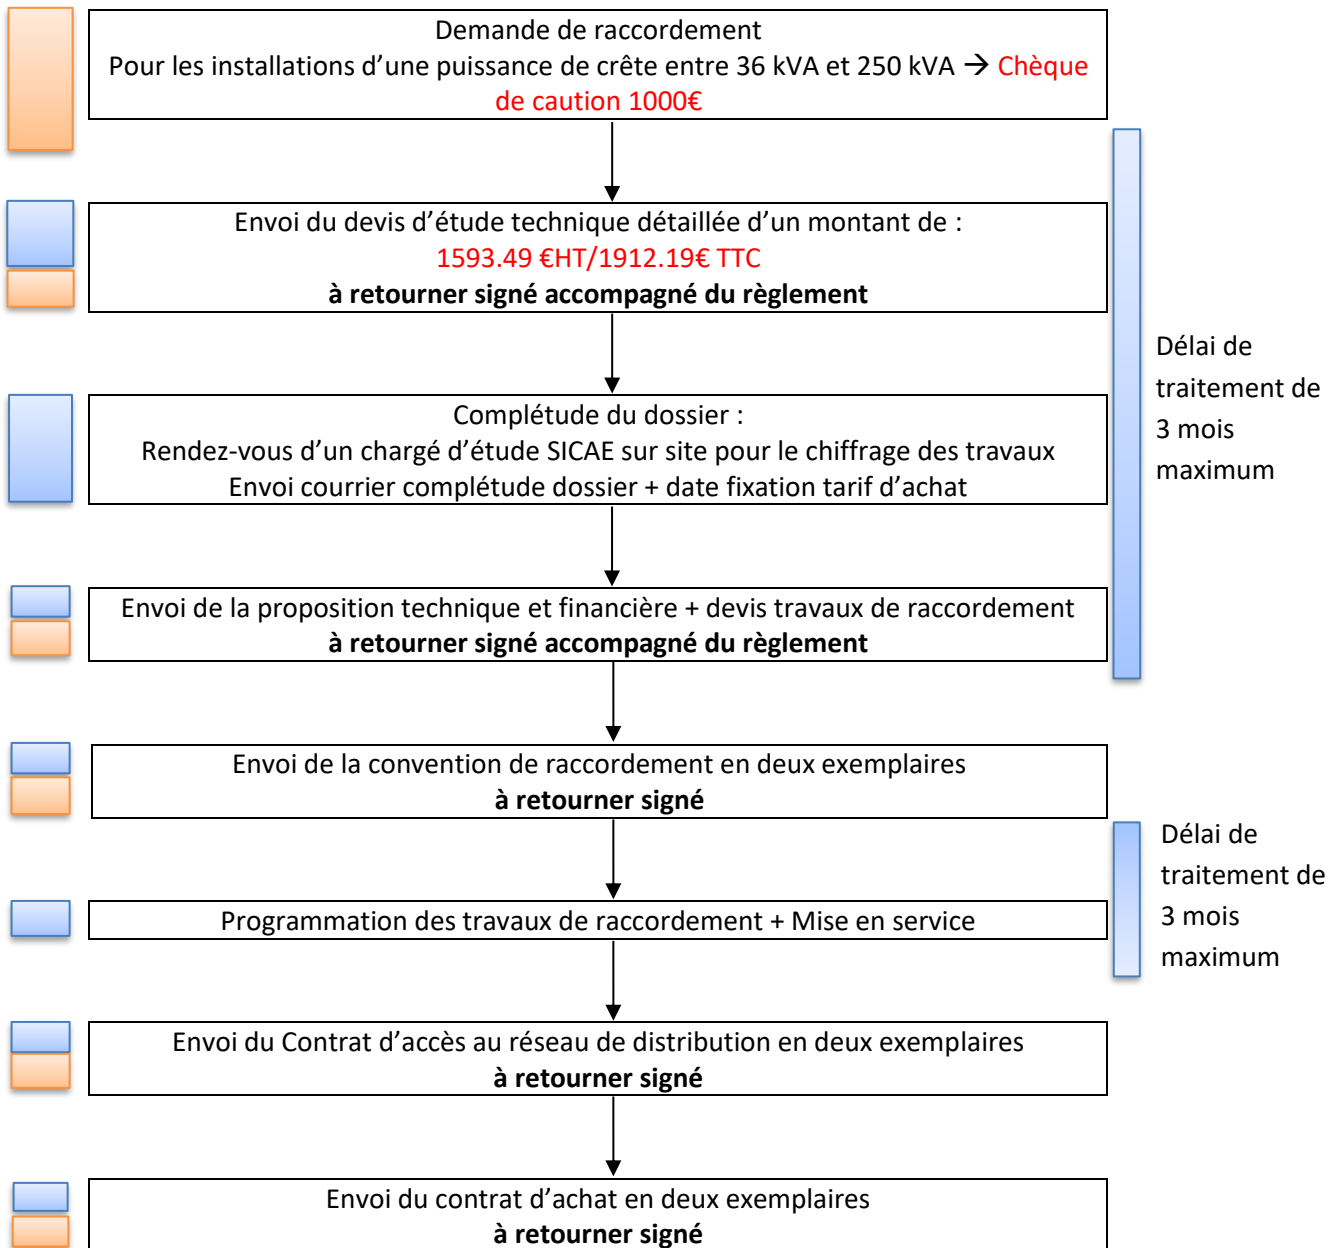 Demande de raccordement
Pour les installations d’une puissance de crête entre 36 kVA et 250 kVA → Chèque
de caution 1000€
Envoi du devis d’étude technique détaillée d’un montant de :
1593.49 €HT/1912.19€ TTC
à retourner signé accompagné du règlement
Délai de
traitement de
3 mois
maximum
Complétude du dossier :
Rendez-vous d’un chargé d’étude SICAE sur site pour le chiffrage des travaux
Envoi courrier complétude dossier + date fixation tarif d’achat
Envoi de la proposition technique et financière + devis travaux de raccordement
à retourner signé accompagné du règlement
Envoi de la convention de raccordement en deux exemplaires
à retourner signé
Délai de
traitement de
3 mois
maximum
Programmation des travaux de raccordement + Mise en service
Envoi du Contrat d’accès au réseau de distribution en deux exemplaires
à retourner signé
Envoi du contrat d’achat en deux exemplaires
à retourner signé